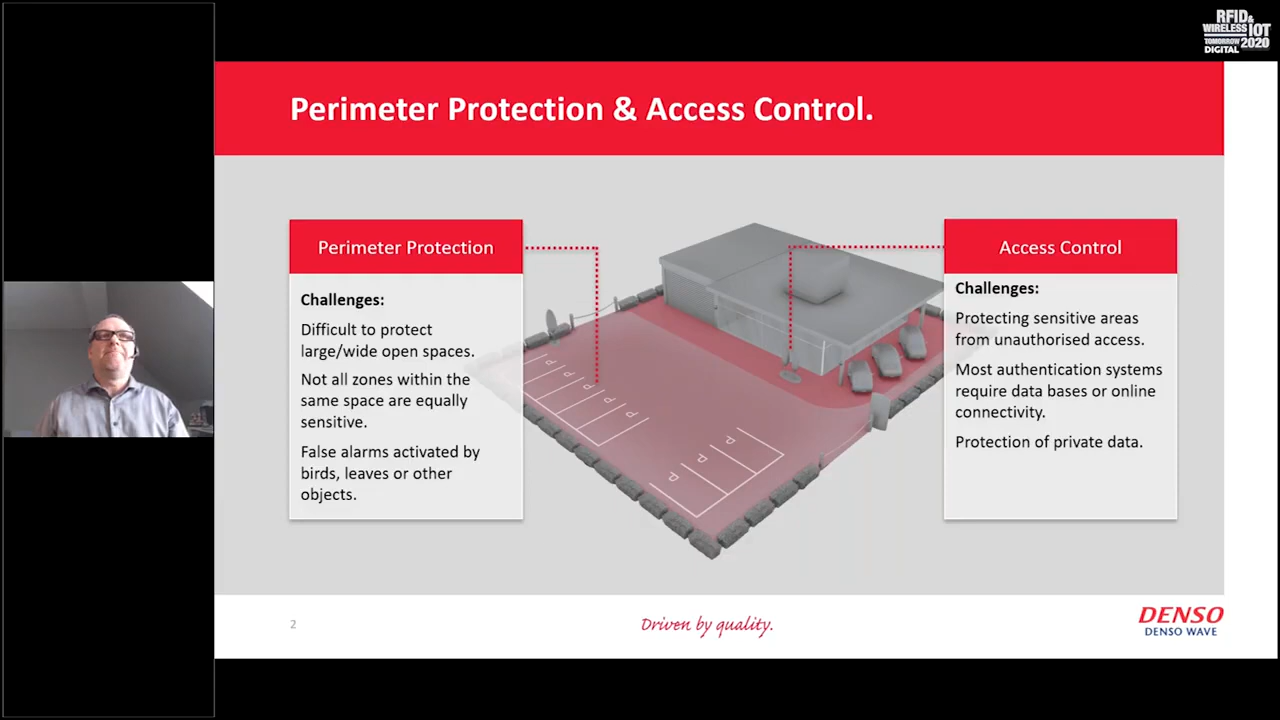 RFID&
WIRELESS IOT
TOMORROW 2020
DIGITAL
Perimeter Protection & Access Control.
Perimeter Protection
Challenges:
Difficult to protect
large/wide open spaces.
Not all zones within the
same space are equally
sensitive.
False alarms activated by
birds, leaves or other
objects.
P
P
P
P
P
P
P
P
Access Control
Challenges:
Protecting sensitive areas
from unauthorised access.
Most authentication systems
require data bases or online
connectivity.
Protection of private data.
2
Driven by quality.
DENSO
DENSO WAVE